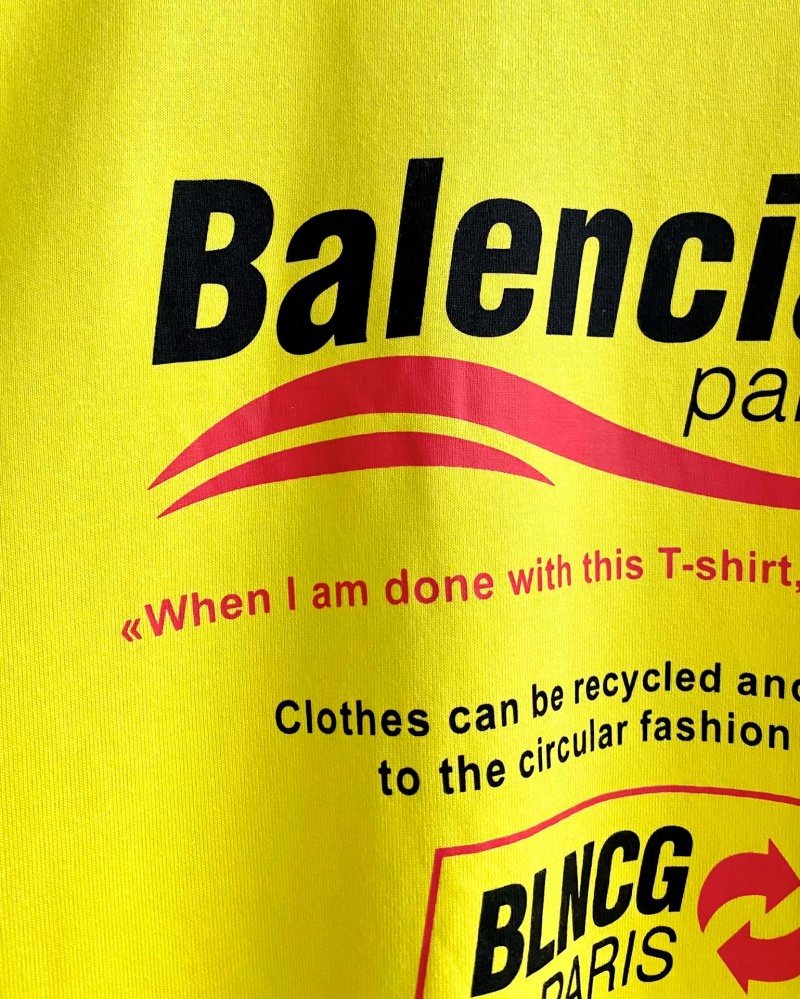 Balenci
pa
«When I am done with this T-shirt,
Clothes can be recycled and
to the circular fashion
BLNCG
PARIS